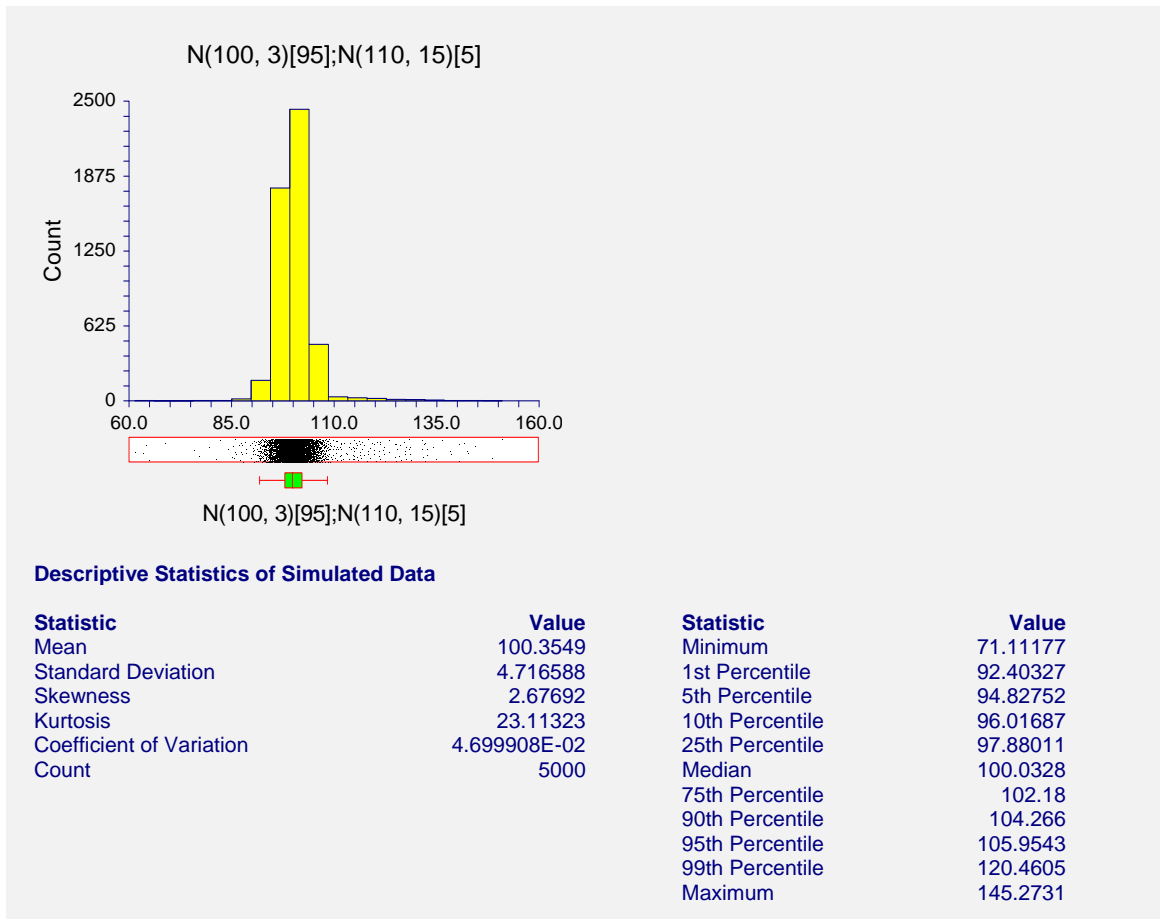 N(100, 3)[95];N(110, 15)[5]
2500
1875
1250
625
0
Count
60.0 85.0 110.0 135.0 160.0
N(100, 3)[95];N(110, 15)[5]
Descriptive Statistics of Simulated Data
Statistic Value Statistic Value
Mean 100.3549 Minimum 71.11177
Standard Deviation 4.716588 1st Percentile 92.40327
Skewness 2.67692 5th Percentile 94.82752
Kurtosis 23.11323 10th Percentile 96.01687
Coefficient of Variation 4.699908E-02 25th Percentile 97.88011
Count 5000 Median 100.0328
75th Percentile 102.18
90th Percentile 104.266
95th Percentile 105.9543
99th Percentile 120.4605
Maximum 145.2731